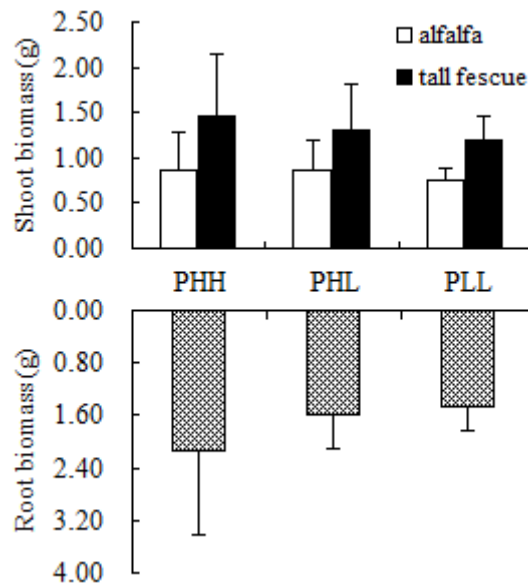 2.50
alfalfa
2.00
tall fescue
1.50
1.00
0.50
0.00
Shoot biomass (g)
PHH PHL PLL
0.00
0.80
1.60
2.40
3.20
4.00
Root biomass (g)